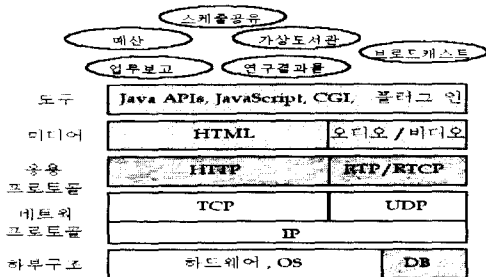 스케줄공유
예산
가상도서관
브로드캐스트
업무보고
연구결과물
도구
Java APIs, JavaScript, CGI, 플러그 인
미디어
HTML
오디오 / 비디오
응용
프로토콜
HTTP
RTP/RTCP
네트워
프로토콜
TCP
UDP
IP
하부구조
하드웨어, OS
DB